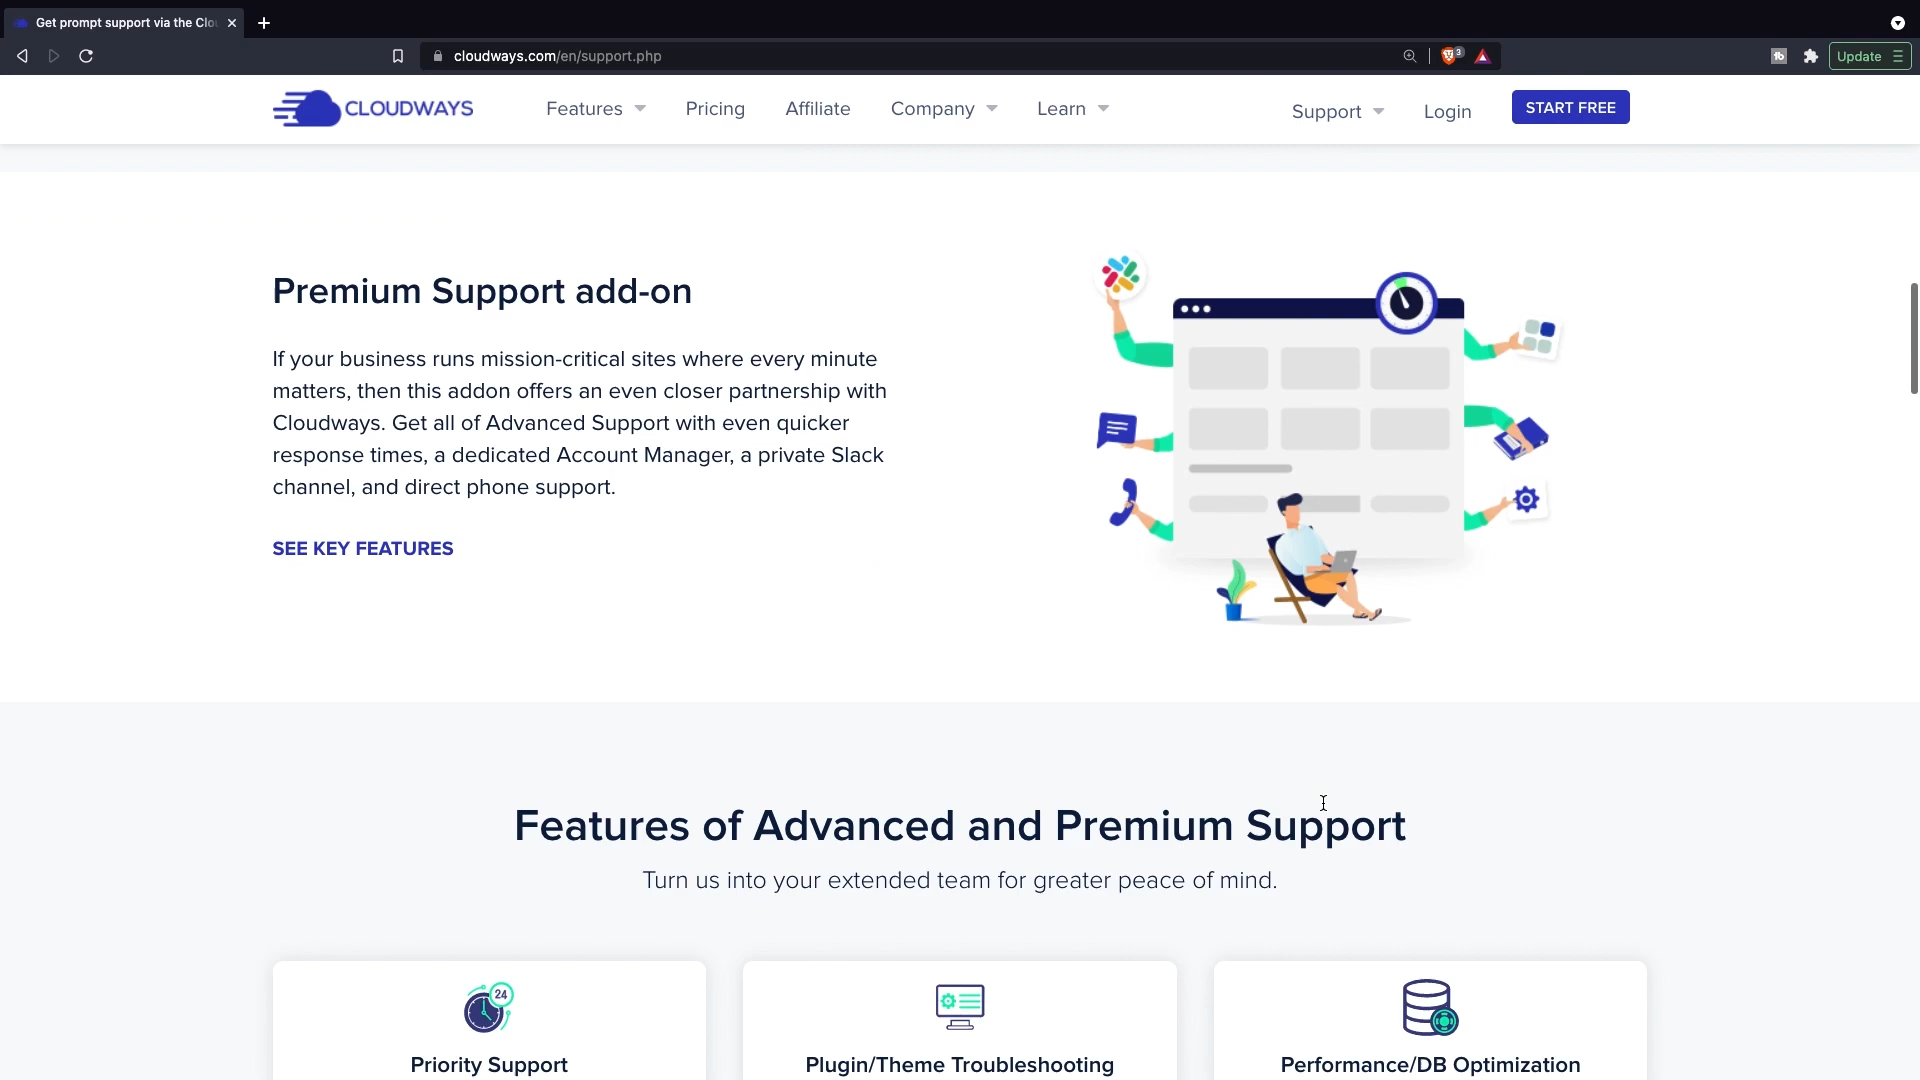 Get prompt support via the Clo
cloudways.com/en/support.php
3
Update
CLOUDWAYS
Features
Pricing
Affiliate
Company
Learn
Support
Login
START FREE
Premium Support add-on
If your business runs mission-critical sites where every minute
matters, then this addon offers an even closer partnership with
Cloudways. Get all of Advanced Support with even quicker
response times, a dedicated Account Manager, a private Slack
channel, and direct phone support.
SEE KEY FEATURES
Features of Advanced and Premium Support
Turn us into your extended team for greater peace of mind.
24
Priority Support
Plugin/Theme Troubleshooting
Performance/DB Optimization